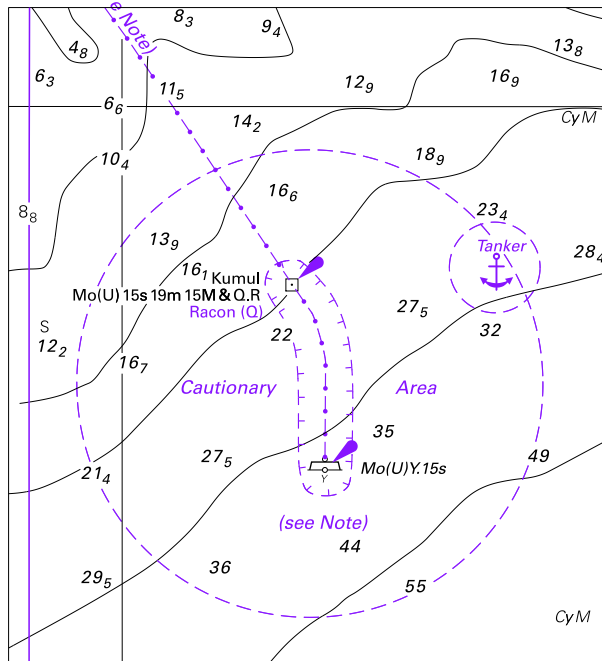 8₃
9₄
e Note)
4₈
13₈
6₃
11₅
12₉
16₉
6₆
14₂
CyM
10₄
18₉
16₆
8₈
23₄
13₉
Tanker
28₄
16₁
Kumul
Mo(U) 15s 19m 15M & Q.R
Racon (Q)
27₅
22
32
S
12₂
16₇
Cautionary Area
35
27₅
49
21₄
Mo(U)Y.15s
Y
(see Note)
44
36
29₅
55
CyM